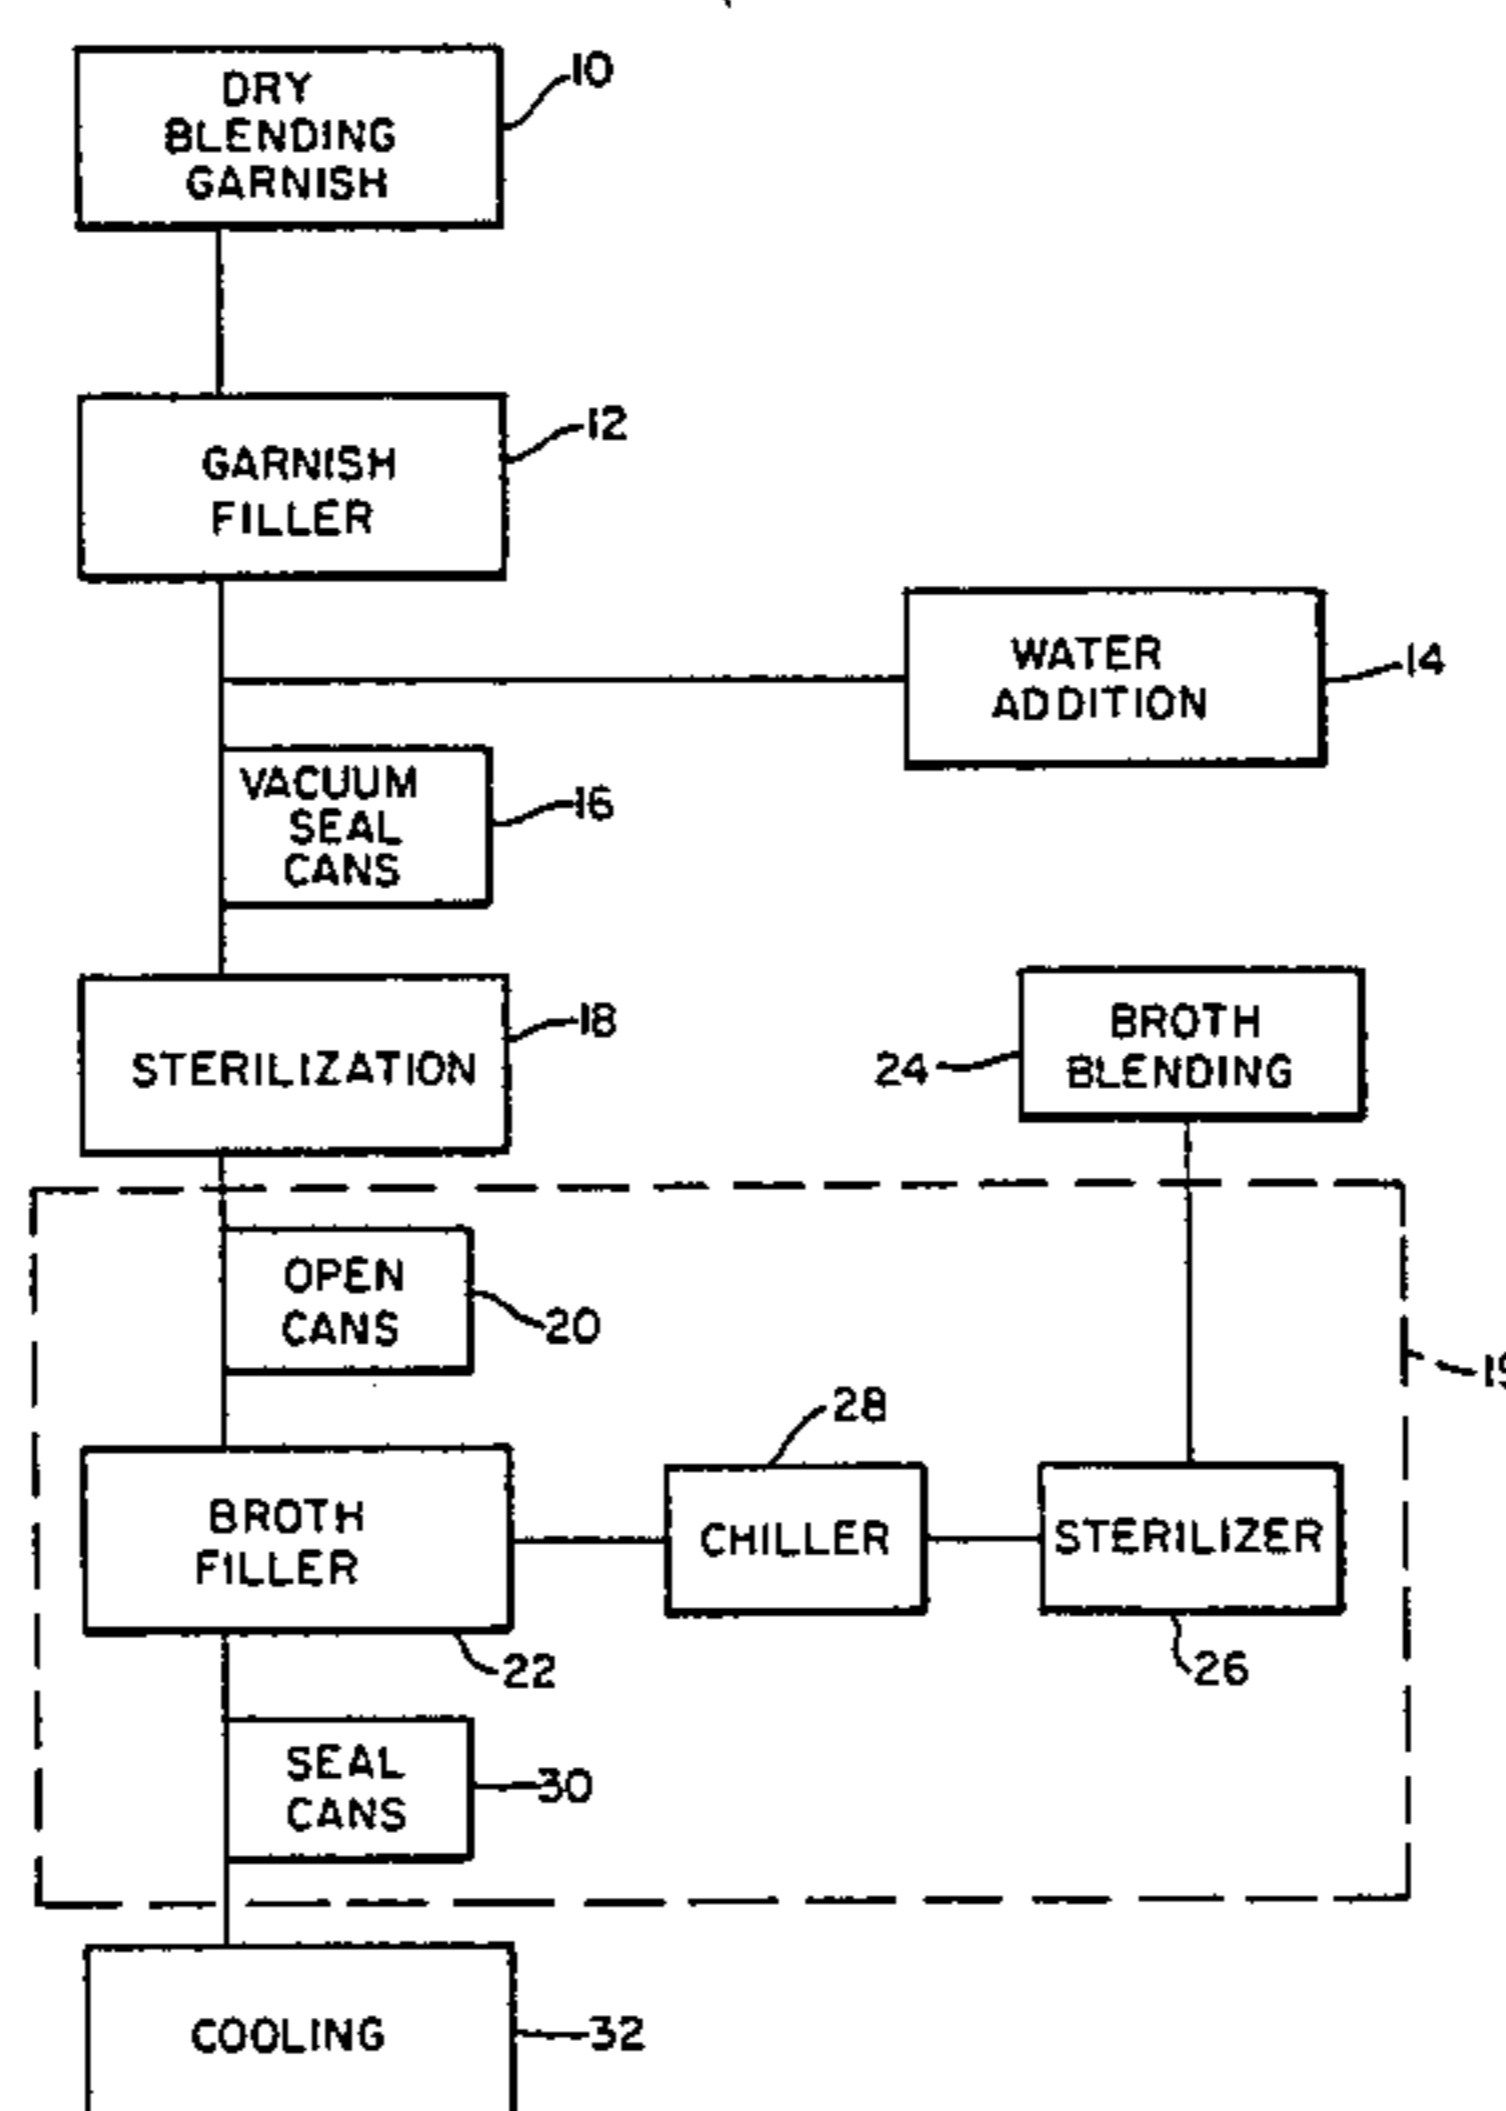 DRY
BLENDING
GARNISH
10
GARNISH
FILLER
12
WATER
ADDITION
14
VACUUM
SEAL
CANS
16
STERILIZATION
18
BROTH
BLENDING
24
OPEN
CANS
20
28
BROTH
FILLER
CHILLER
STERILIZER
22
26
SEAL
CANS
30
COOLING
32